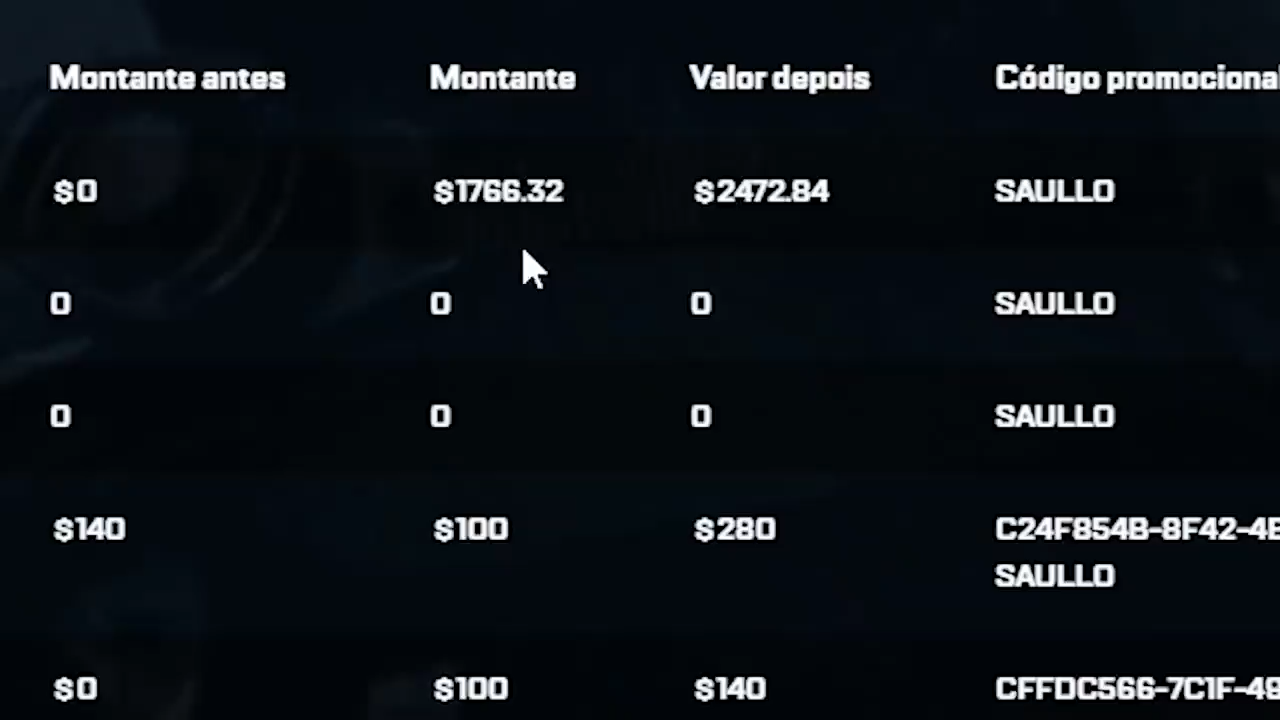 Montante antes Montante Valor depois Código promocional
$0 $1766.32 $2472.84 SAULLO
0 0 0 SAULLO
0 0 0 SAULLO
$140 $100 $280 C24F854B-8F42-4E
SAULLO
$0 $100 $140 CFFDC566-7C1F-49